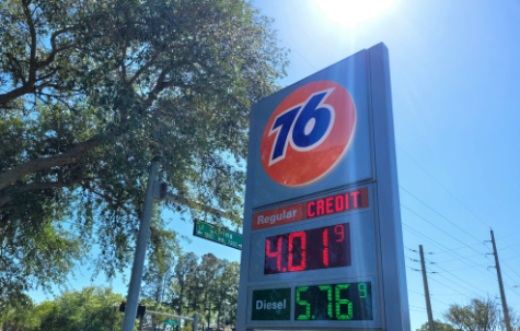 76
Regular CREDIT
4.01 9
Diesel 5.76 9